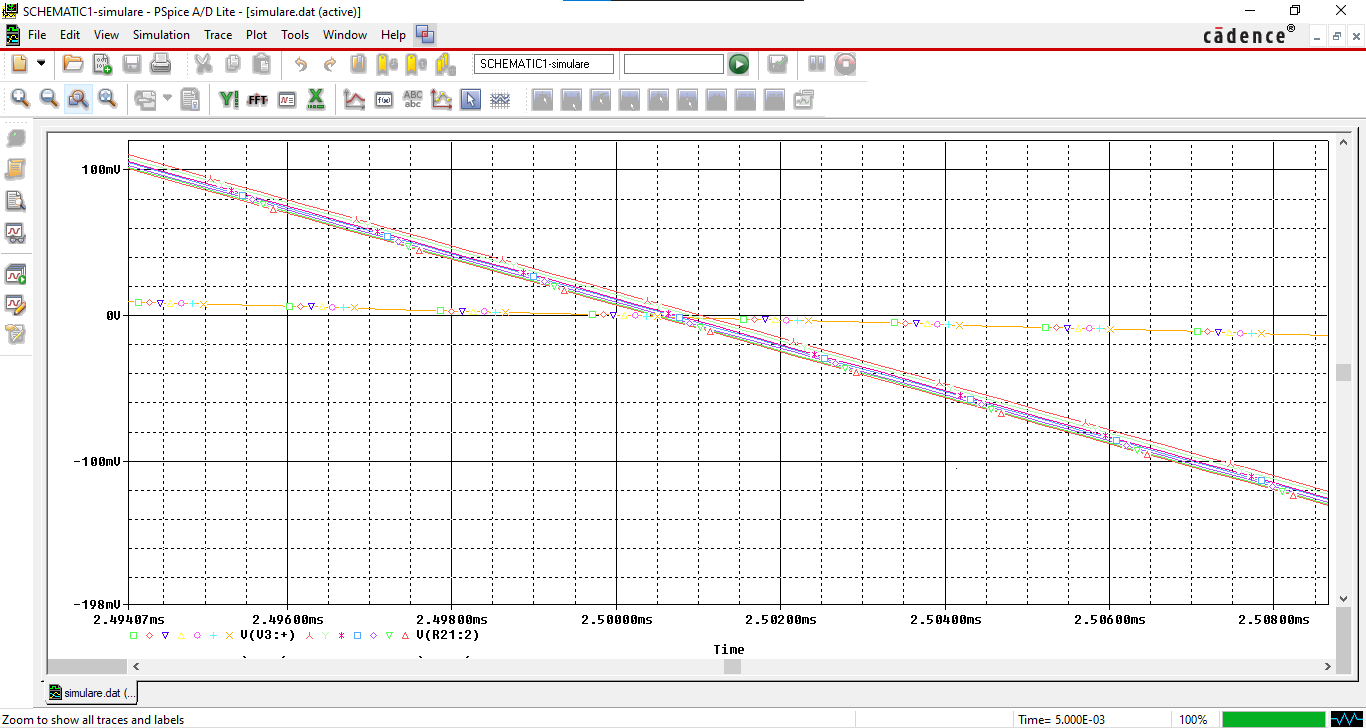 SCHEMATIC1-simulare - PSpice A/D Lite - [simulare.dat (active)]
File Edit View Simulation Trace Plot Tools Window Help
cādence®
SCHEMATIC1-simulare
FFT
ABC
abc
100mV
0V
-100mV
-198mV
2.49407ms 2.49600ms 2.49800ms 2.50000ms 2.50200ms 2.50400ms 2.50600ms 2.50800ms
V(V3:+) V(R21:2)
Time
simulare.dat (...
Zoom to show all traces and labels
Time= 5.000E-03
100%